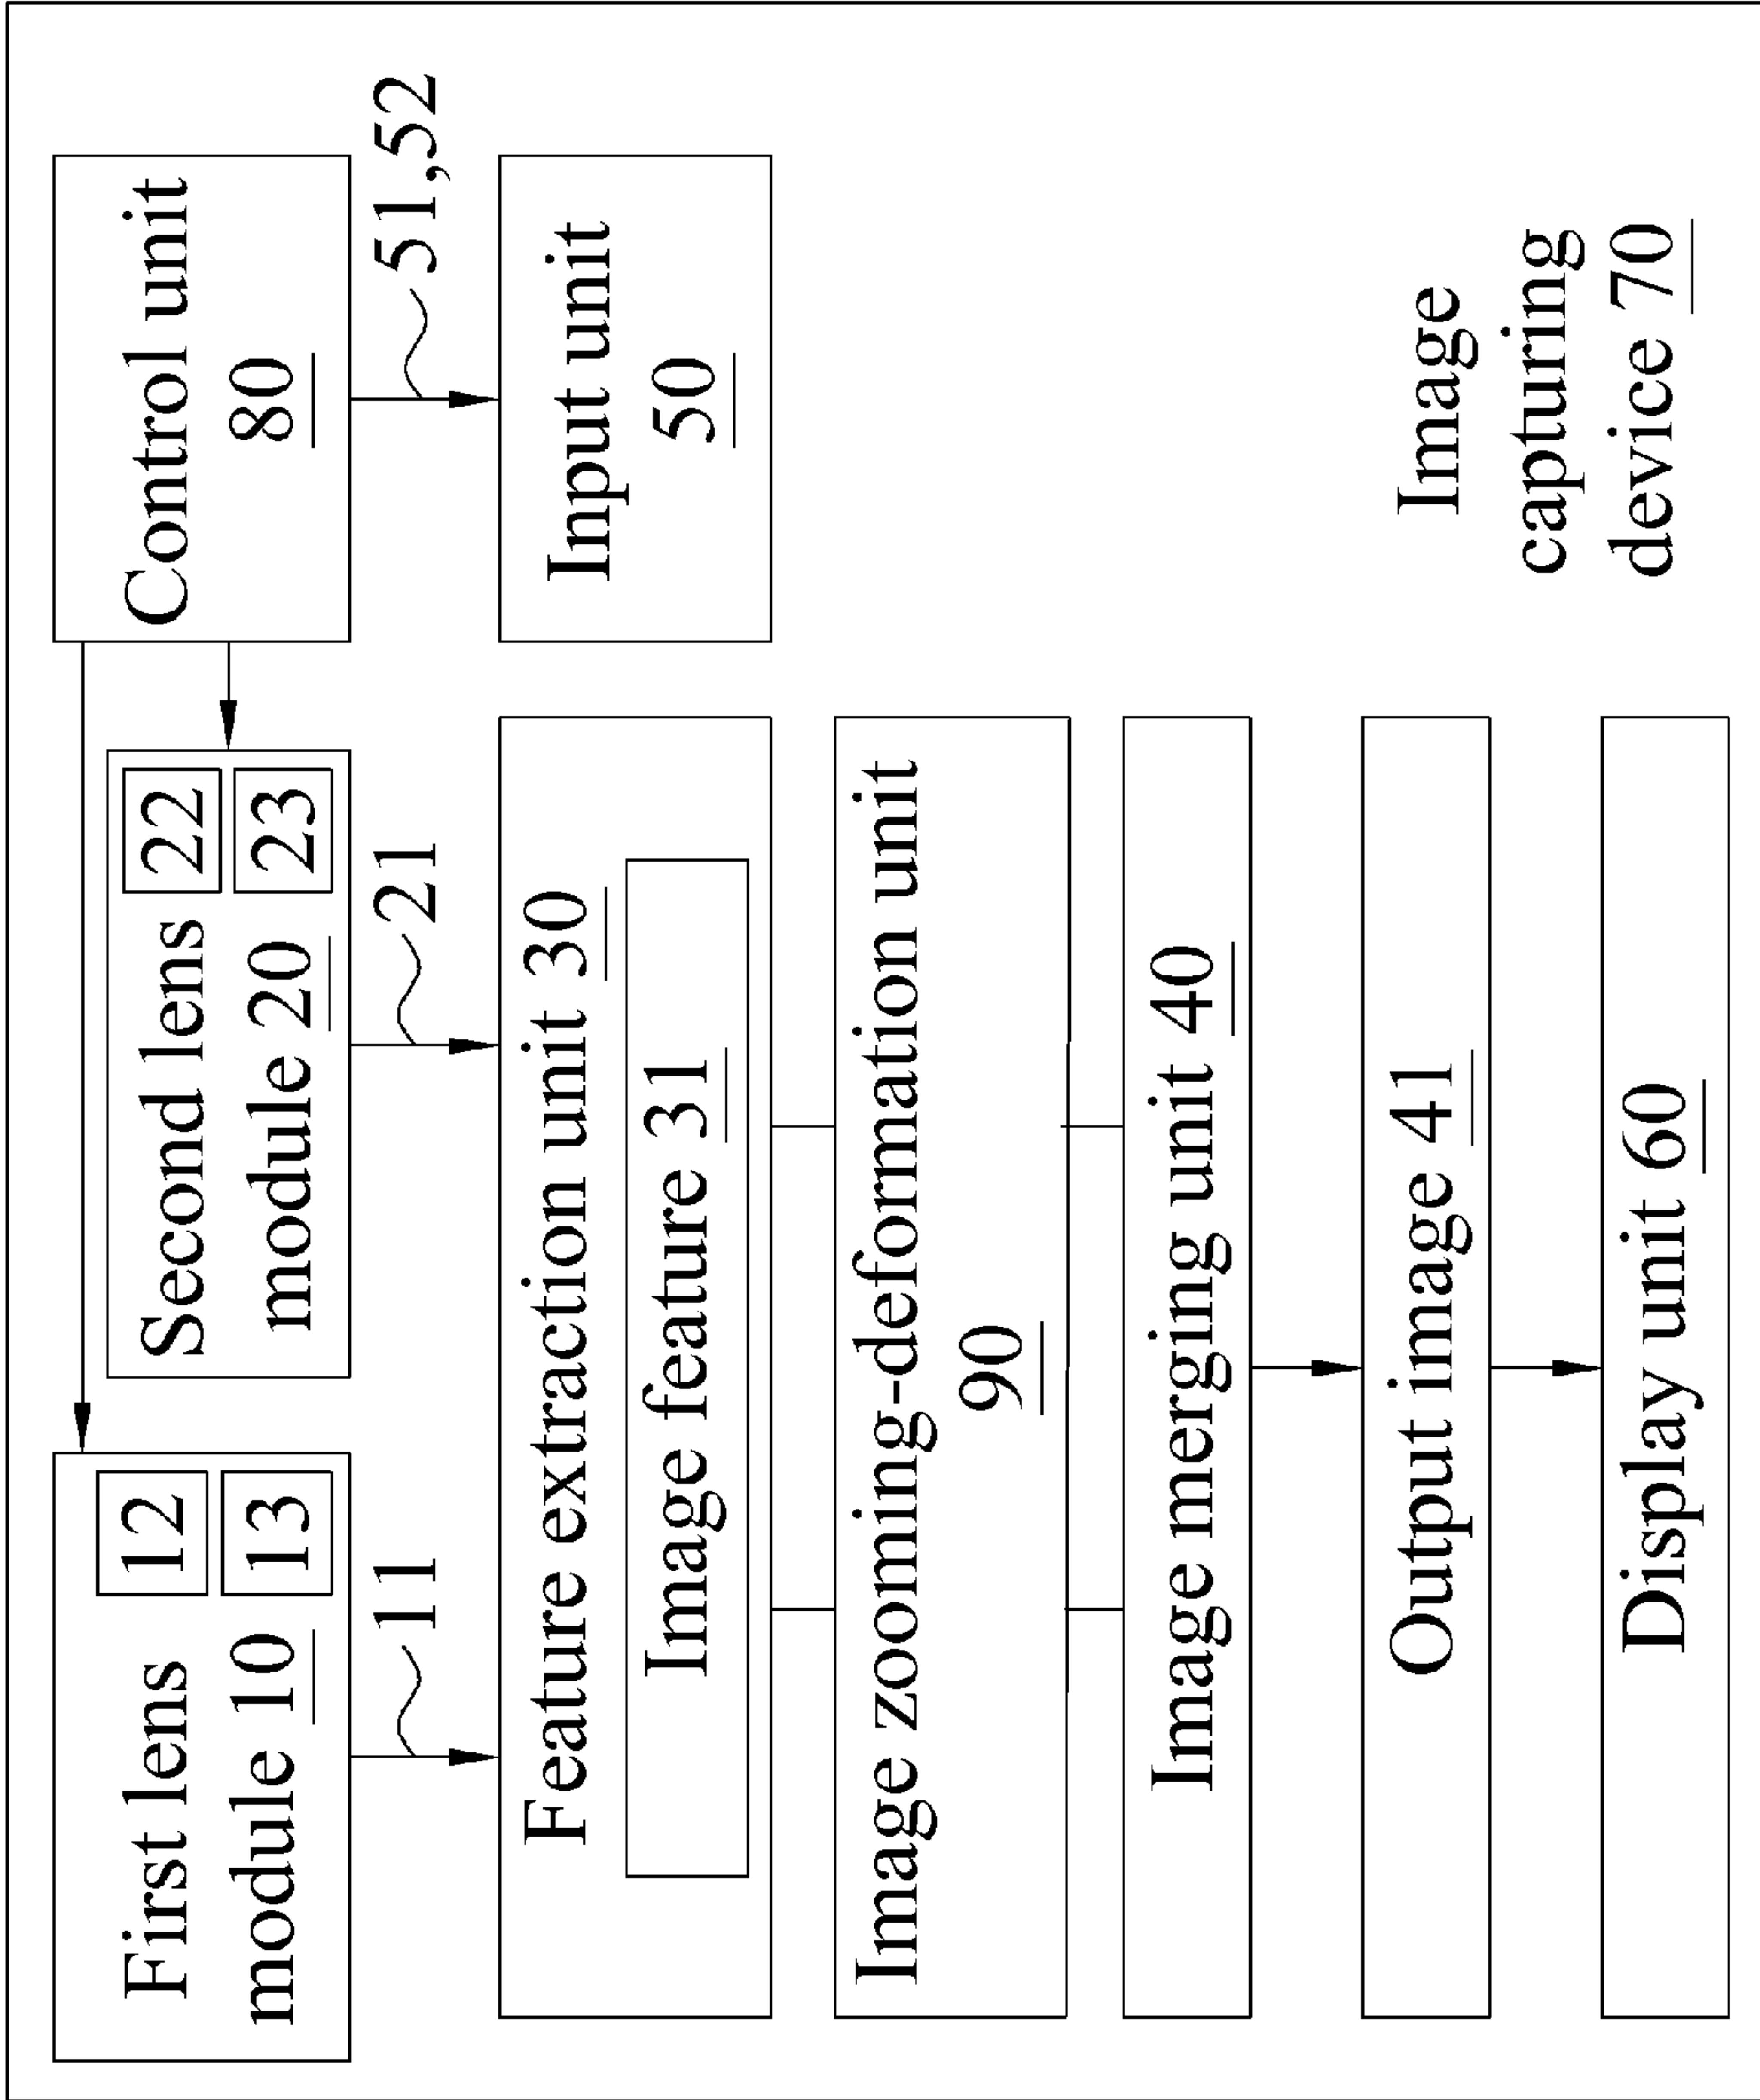 First lens
module 10
12
13
Second lens
module 20
22
23
Control unit
80
11
21
51,52
Feature extraction unit 30
Image feature 31
Input unit
50
Image zooming-deformation unit
90
Image merging unit 40
Output image 41
Display unit 60
Image
capturing
device 70